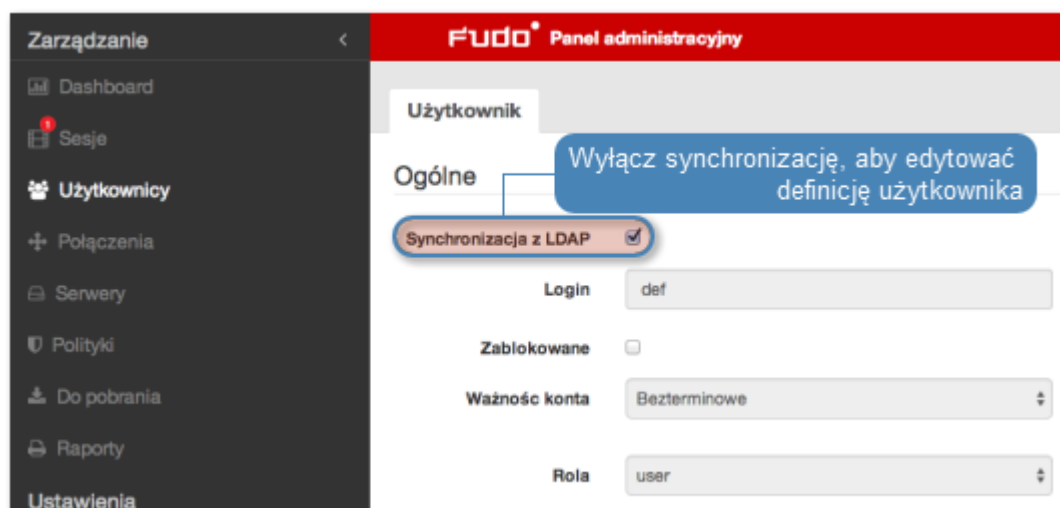 Zarządzanie
FUDO Panel administracyjny
Dashboard
Użytkownik
1
Sesje
Wyłącz synchronizację, aby edytować
definicję użytkownika
Ogólne
Użytkownicy
Synchronizacja z LDAP
Połączenia
Login def
Serwery
Zablokowane
Polityki
Ważnośc konta Bezterminowe
Do pobrania
Raporty
Rola user
Ustawienia